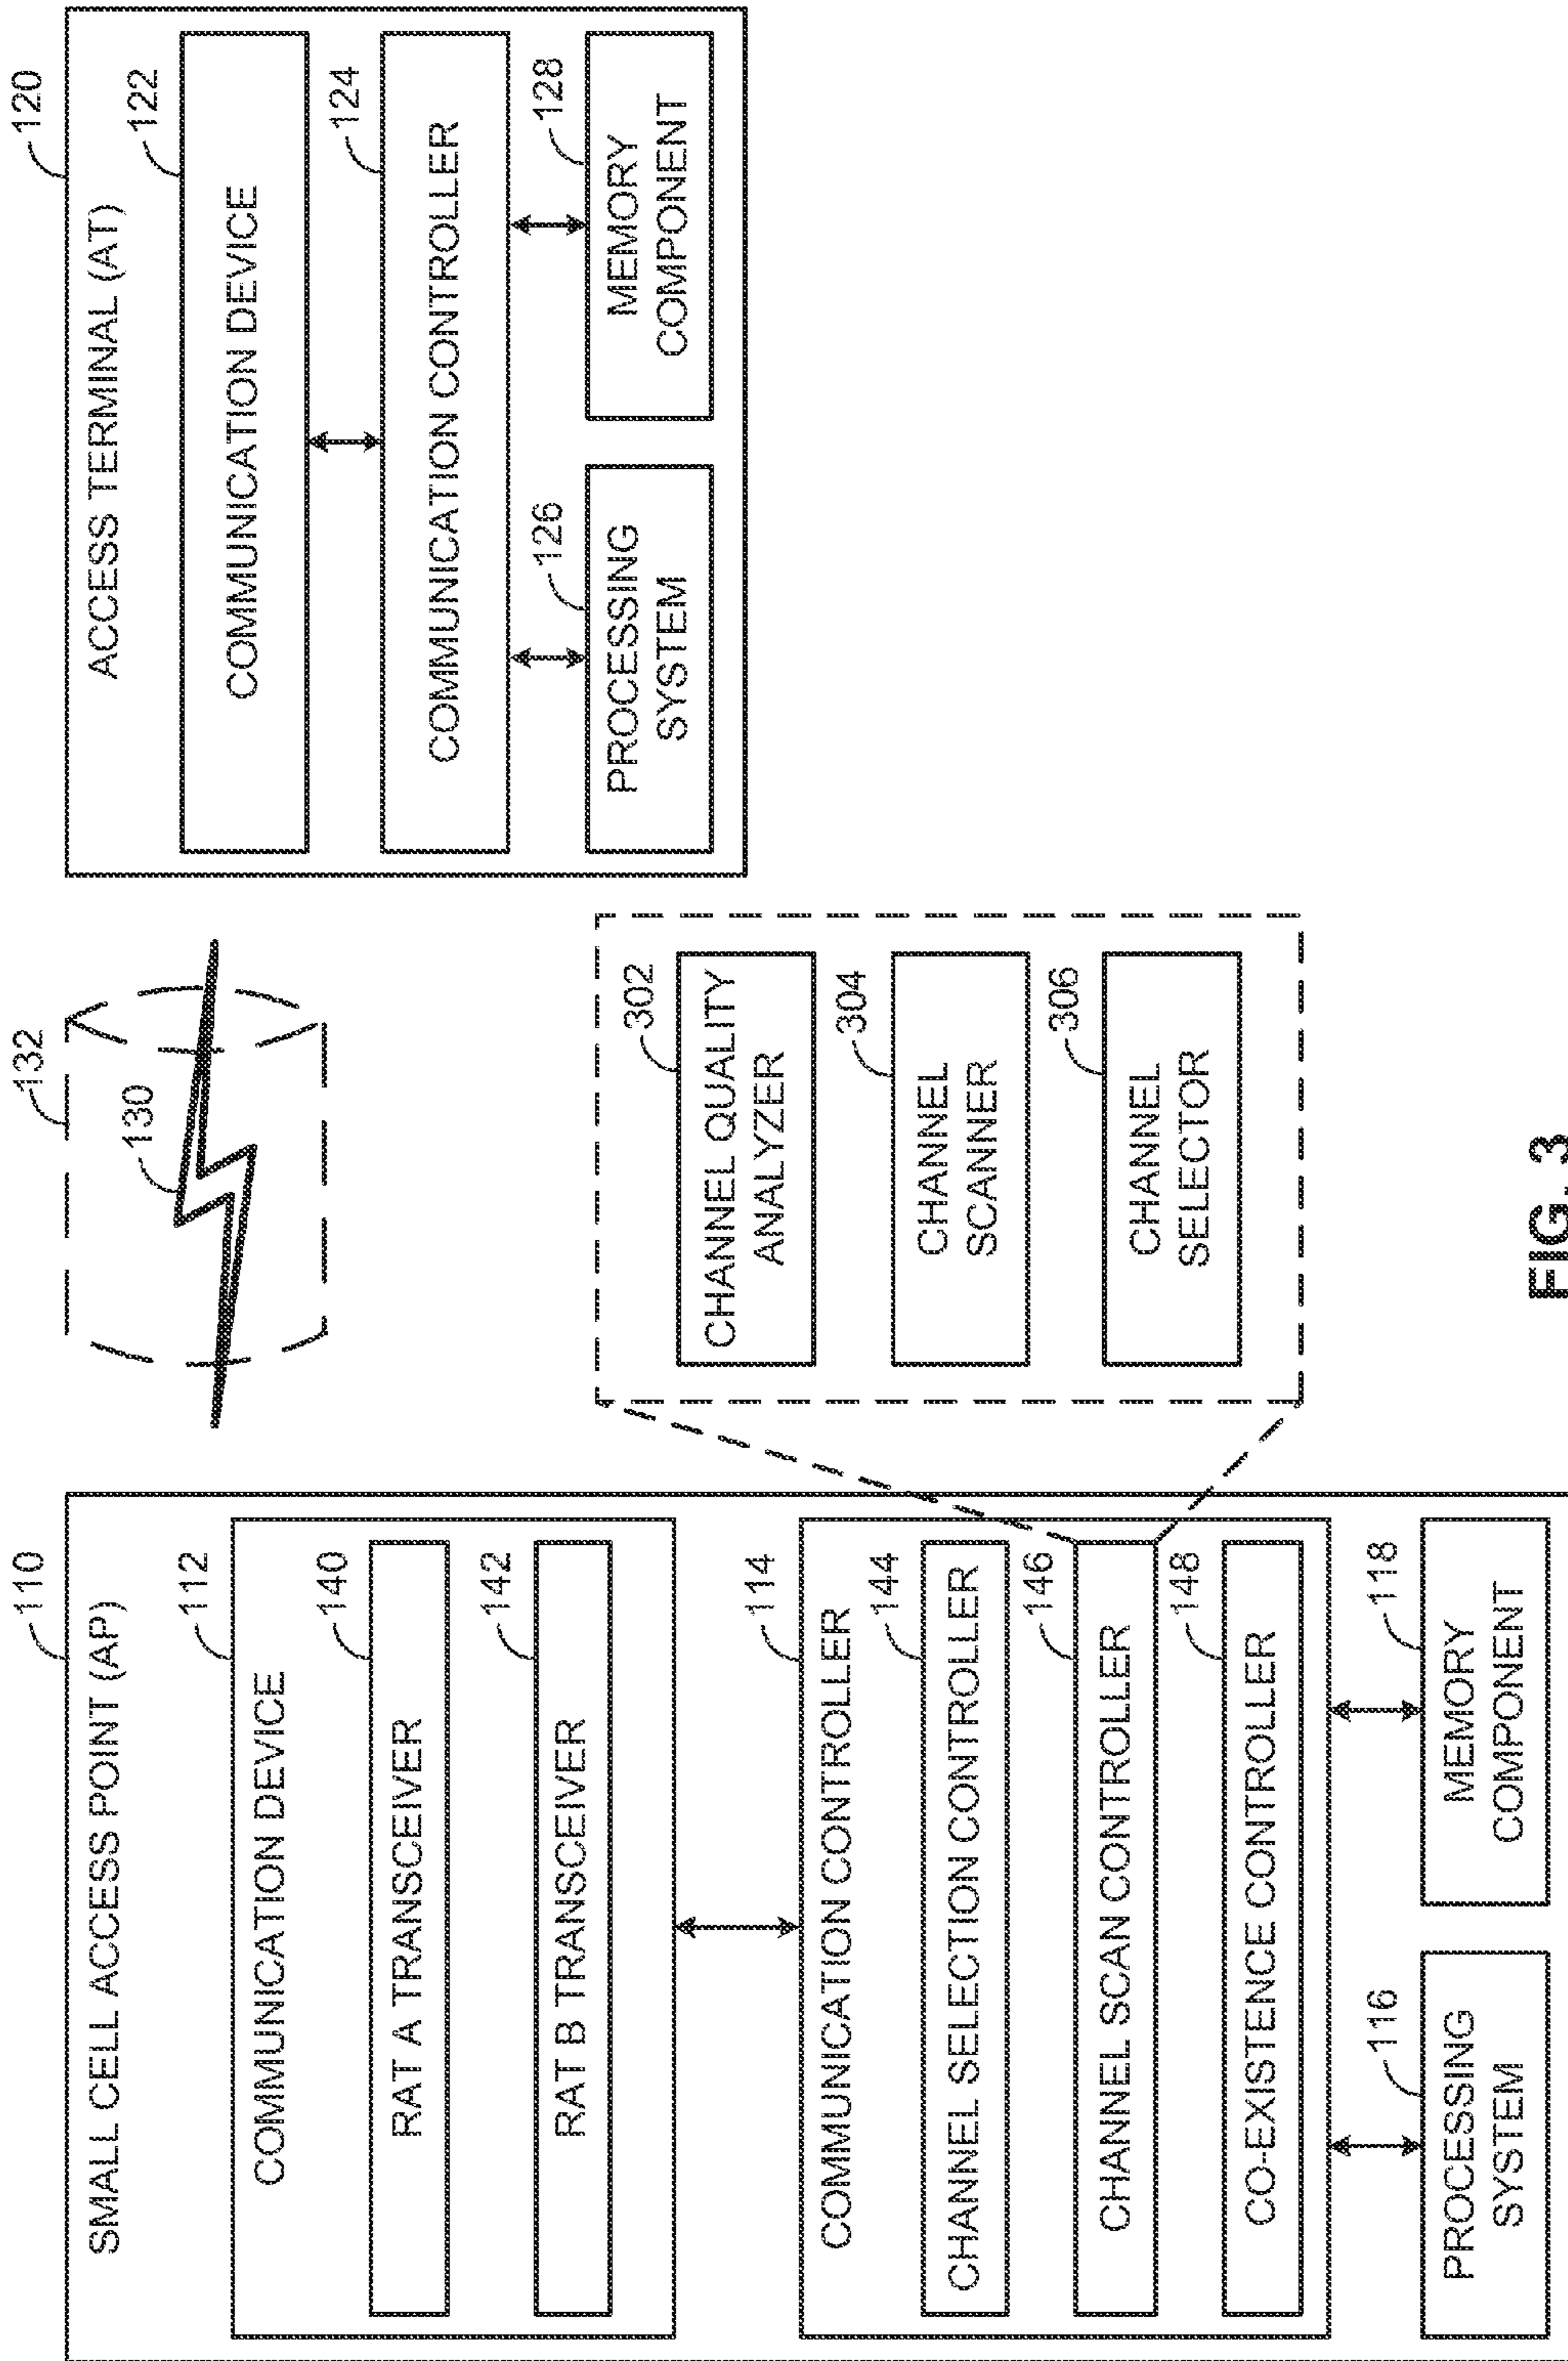 110
SMALL CELL ACCESS POINT (AP)
112
COMMUNICATION DEVICE
140
RAT A TRANSCEIVER
142
RAT B TRANSCEIVER
114
COMMUNICATION CONTROLLER
144
CHANNEL SELECTION CONTROLLER
146
CHANNEL SCAN CONTROLLER
148
CO-EXISTENCE CONTROLLER
116
PROCESSING
SYSTEM
118
MEMORY
COMPONENT
132
130
302
CHANNEL QUALITY
ANALYZER
304
CHANNEL
SCANNER
306
CHANNEL
SELECTOR
120
ACCESS TERMINAL (AT)
122
COMMUNICATION DEVICE
124
COMMUNICATION CONTROLLER
126
PROCESSING
SYSTEM
128
MEMORY
COMPONENT
FIG. 3